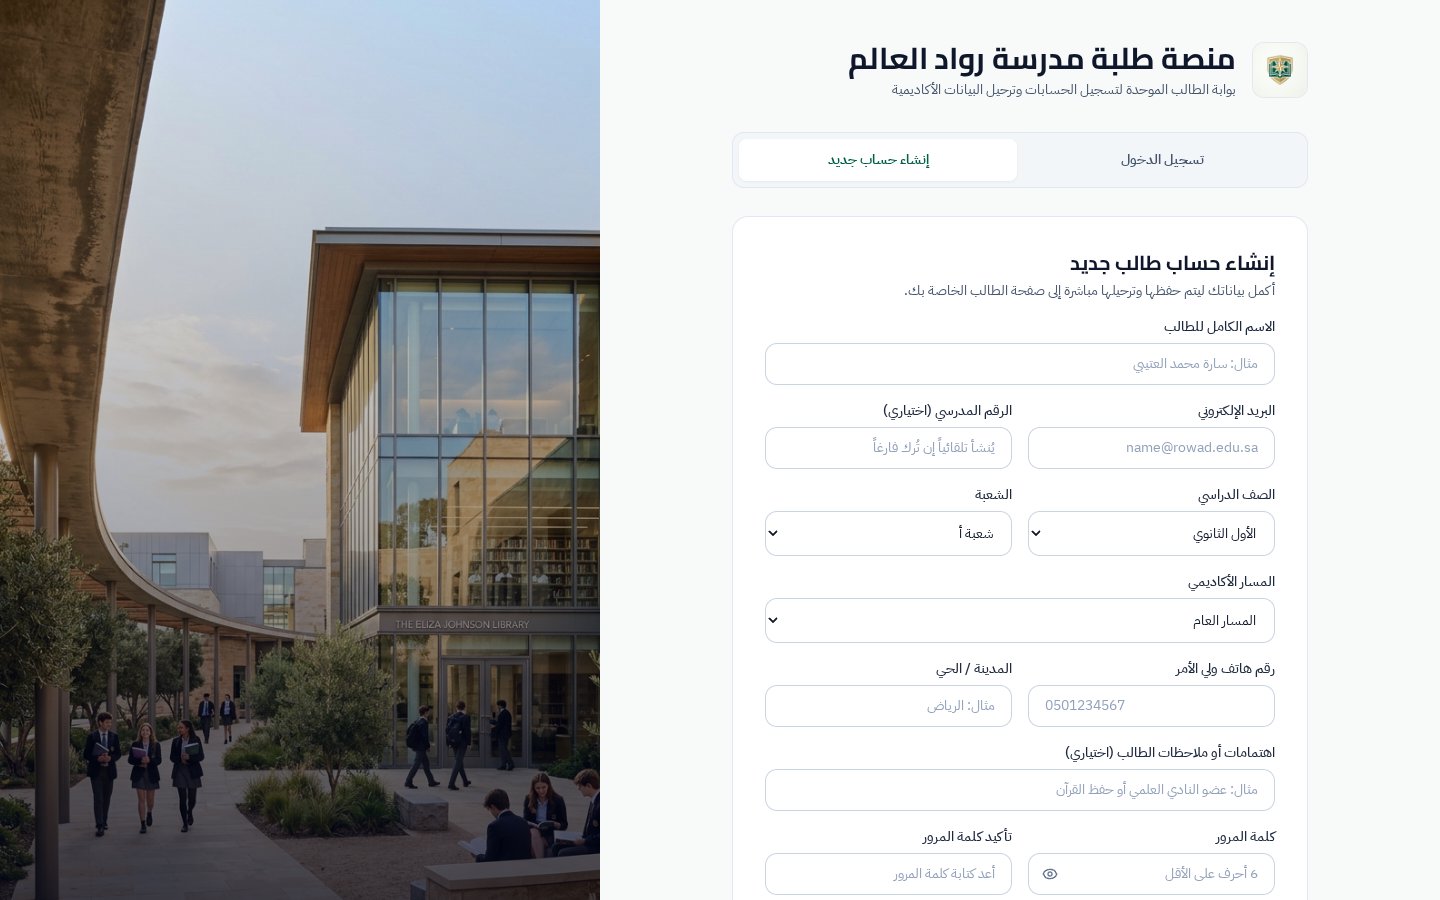 منصة طلبة مدرسة رواد العالم
بوابة الطالب الموحدة لتسجيل الحسابات وترحيل البيانات الأكاديمية
تسجيل الدخول
إنشاء حساب جديد
إنشاء حساب طالب جديد
أكمل بياناتك ليتم حفظها وترحيلها مباشرة إلى صفحة الطالب الخاصة بك.
الاسم الكامل للطالب
مثال: سارة محمد العتيبي
البريد الإلكتروني
name@rowad.edu.sa
الرقم المدرسي (اختياري)
يُنشأ تلقائياً إن تُرك فارغاً
الصف الدراسي
الأول الثانوي
الشعبة
شعبة أ
المسار الأكاديمي
المسار العام
رقم هاتف ولي الأمر
0501234567
المدينة / الحي
مثال: الرياض
اهتمامات أو ملاحظات الطالب (اختياري)
مثال: عضو النادي العلمي أو حفظ القرآن
كلمة المرور
6 أحرف على الأقل
تأكيد كلمة المرور
أعد كتابة كلمة المرور
THE ELIZA JOHNSON LIBRARY